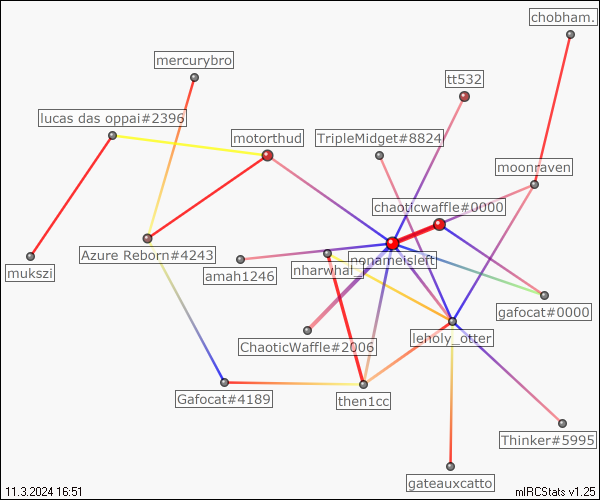 chobham.
mercurybro
tt532
lucas das oppai#2396
motorthud
TripleMidget#8824
moonraven
chaoticwaffle#0000
Azure Reborn#4243
nonameisleft
mukszi
amah1246
nharwhal_
gafocat#0000
ChaoticWaffle#2006
leholy_otter
Gafocat#4189
then1cc
Thinker#5995
gateauxcatto
11.3.2024 16:51
mIRCStats v1.25